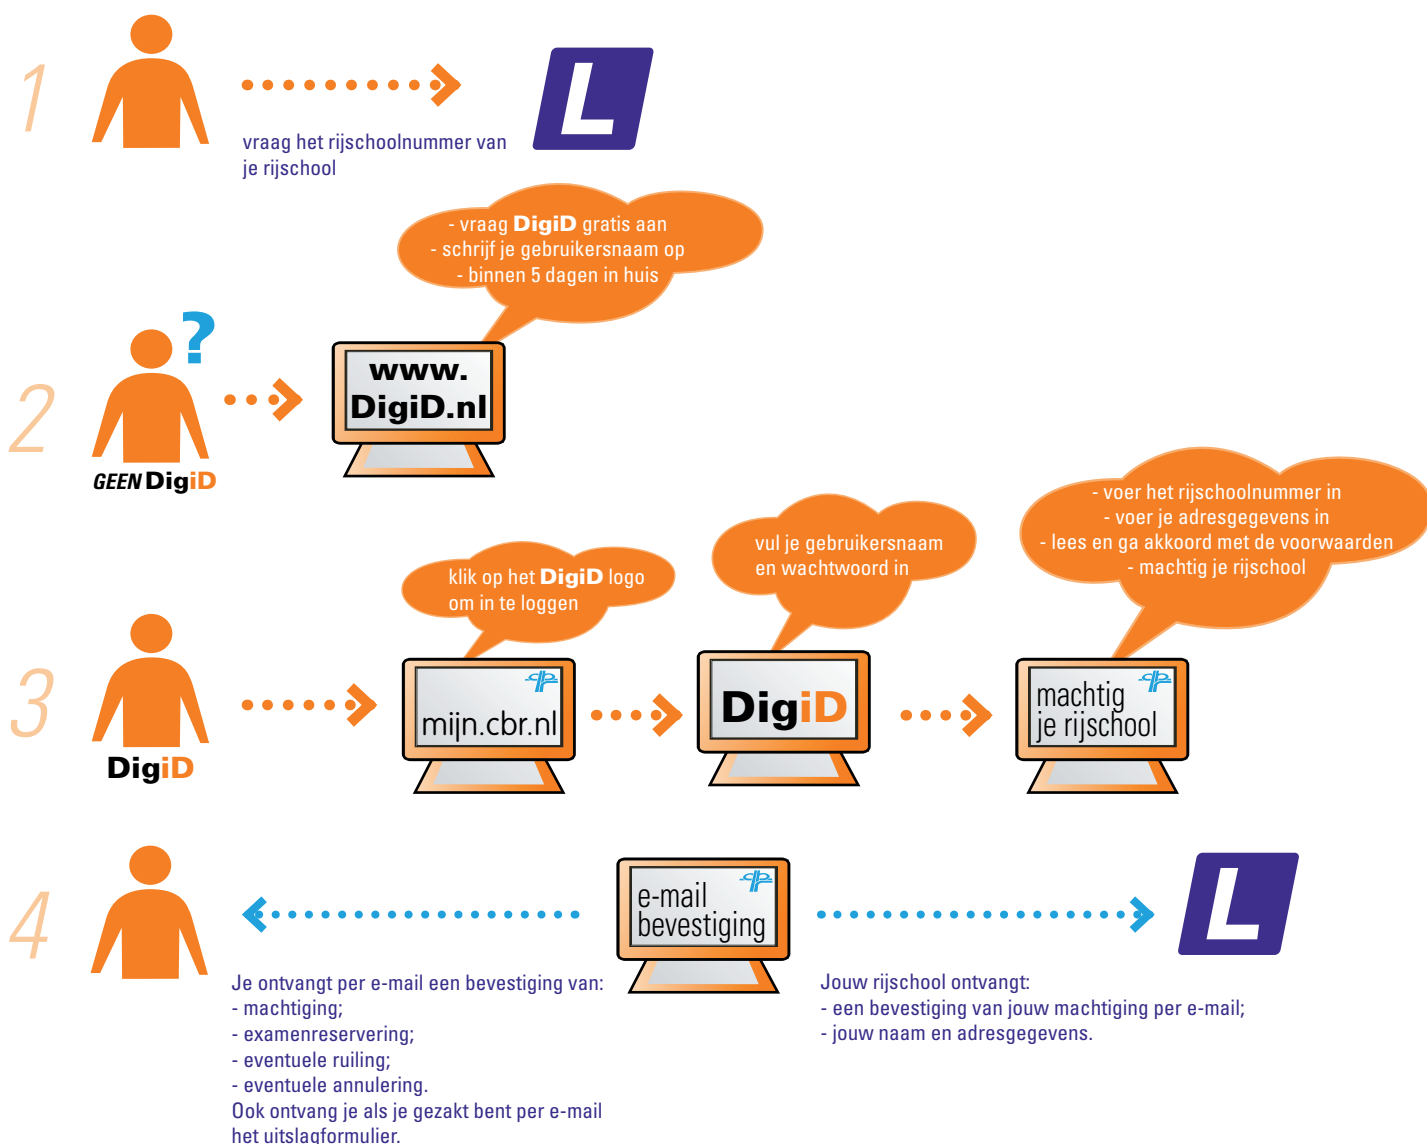 1
L
vraag het rijschoolnummer van
je rijschool
- vraag DigiD gratis aan
- schrijf je gebruikersnaam op
- binnen 5 dagen in huis
2
?
www.
DigiD.nl
GEEN DigiD
- voer het rijschoolnummer in
- voer je adresgegevens in
- lees en ga akkoord met de voorwaarden
- machtig je rijschool
vul je gebruikersnaam
en wachtwoord in
klik op het DigiD logo
om in te loggen
3
DigiD
mijn.cbr.nl
DigiD
machtig
je rijschool
4
e-mail
bevestiging
L
Je ontvangt per e-mail een bevestiging van:
- machtiging;
- examenreservering;
- eventuele ruiling;
- eventuele annulering.
Ook ontvang je als je gezakt bent per e-mail
het uitslagformulier.
Jouw rijschool ontvangt:
- een bevestiging van jouw machtiging per e-mail;
- jouw naam en adresgegevens.